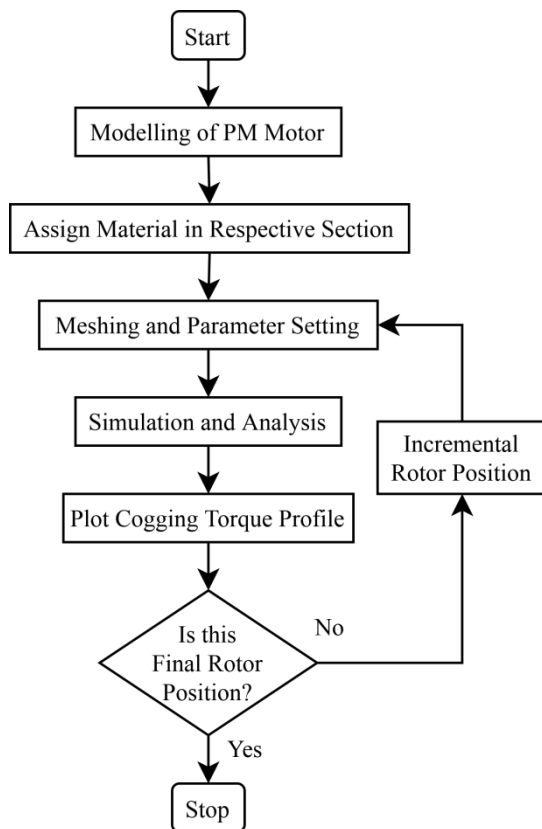 Start
Modelling of PM Motor
Assign Material in Respective Section
Meshing and Parameter Setting
Simulation and Analysis
Incremental
Rotor Position
Plot Cogging Torque Profile
Is this
Final Rotor
Position?
No
Yes
Stop